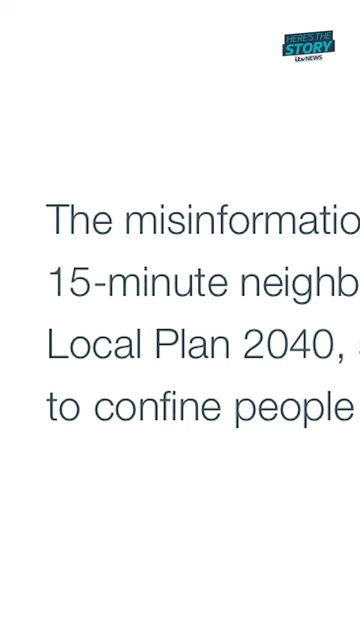 HERE'S THE
STORY
itv NEWS
The misinformatio
15-minute neighb
Local Plan 2040,
to confine people